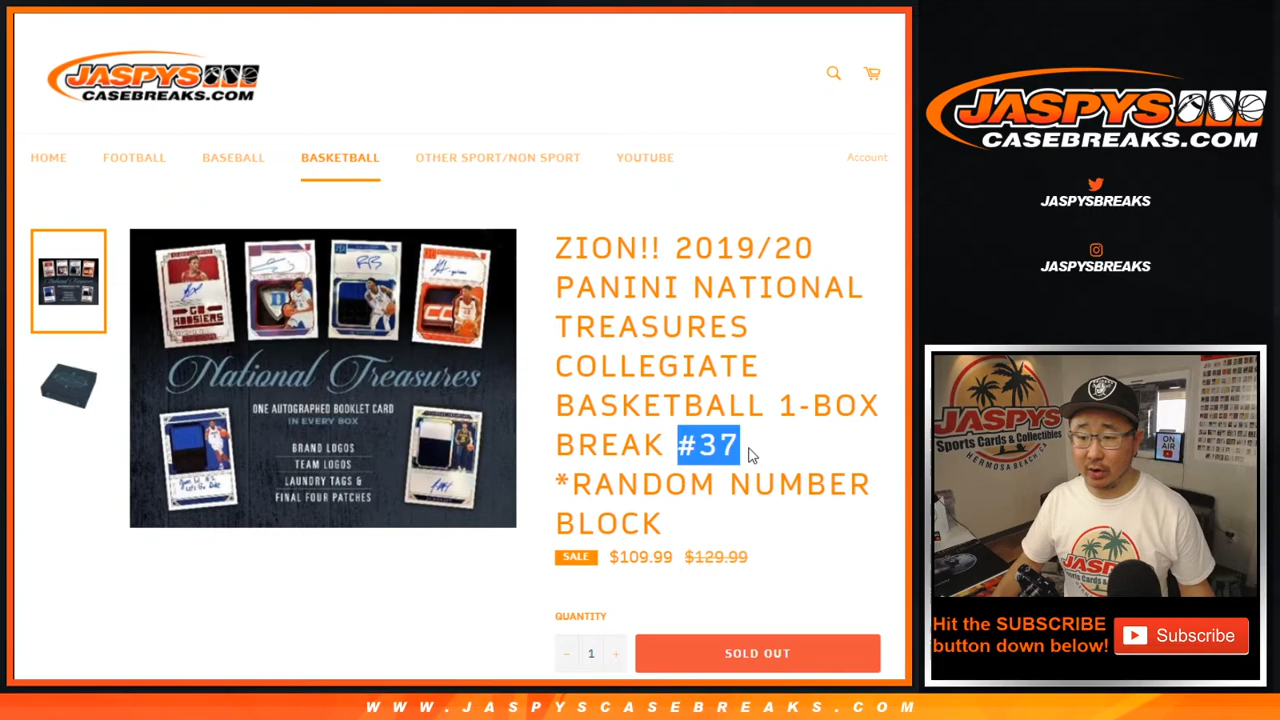 JASPYS
CASEBREAKS.COM
HOME
FOOTBALL
BASEBALL
BASKETBALL
OTHER SPORT/NON SPORT
YOUTUBE
Account
GO
HOOSIERS
National Treasures
ONE AUTOGRAPHED BOOKLET CARD
IN EVERY BOX
BRAND LOGOS
TEAM LOGOS
LAUNDRY TAGS &
FINAL FOUR PATCHES
ZION!! 2019/20
PANINI NATIONAL
TREASURES
COLLEGIATE
BASKETBALL 1-BOX
BREAK #37
*RANDOM NUMBER
BLOCK
SALE $109.99 $129.99
QUANTITY
− 1 +
SOLD OUT
JASPYS
CASEBREAKS.COM
JASPYSBREAKS
JASPYSBREAKS
JASPYS
Sports Cards & Collectibles
HERMOSA BEACH, CA
ON
AIR
JASPYS
Hit the SUBSCRIBE
button down below!
Subscribe
WWW.JASPYSCASEBREAKS.COM